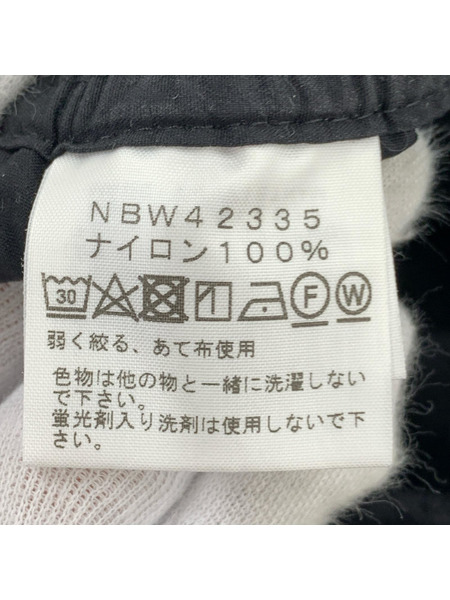 NBW42335
ナイロン100%
30 F W
弱く絞る、あて布使用
色物は他の物と一緒に洗濯しない
で下さい。
蛍光剤入り洗剤は使用しないで下
さい。